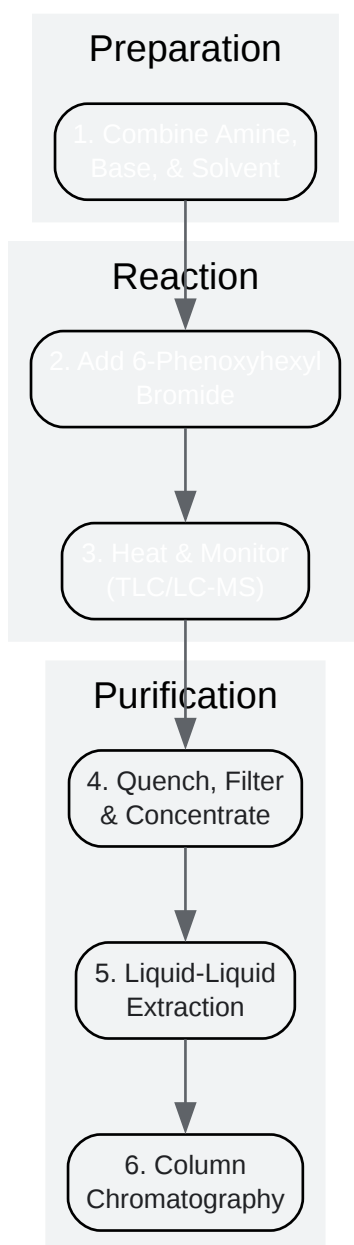 Preparation
1. Combine Amine,
Base, & Solvent
Reaction
2. Add 6-Phenoxyhexyl
Bromide
3. Heat & Monitor
(TLC/LC-MS)
Purification
4. Quench, Filter
& Concentrate
5. Liquid-Liquid
Extraction
6. Column
Chromatography